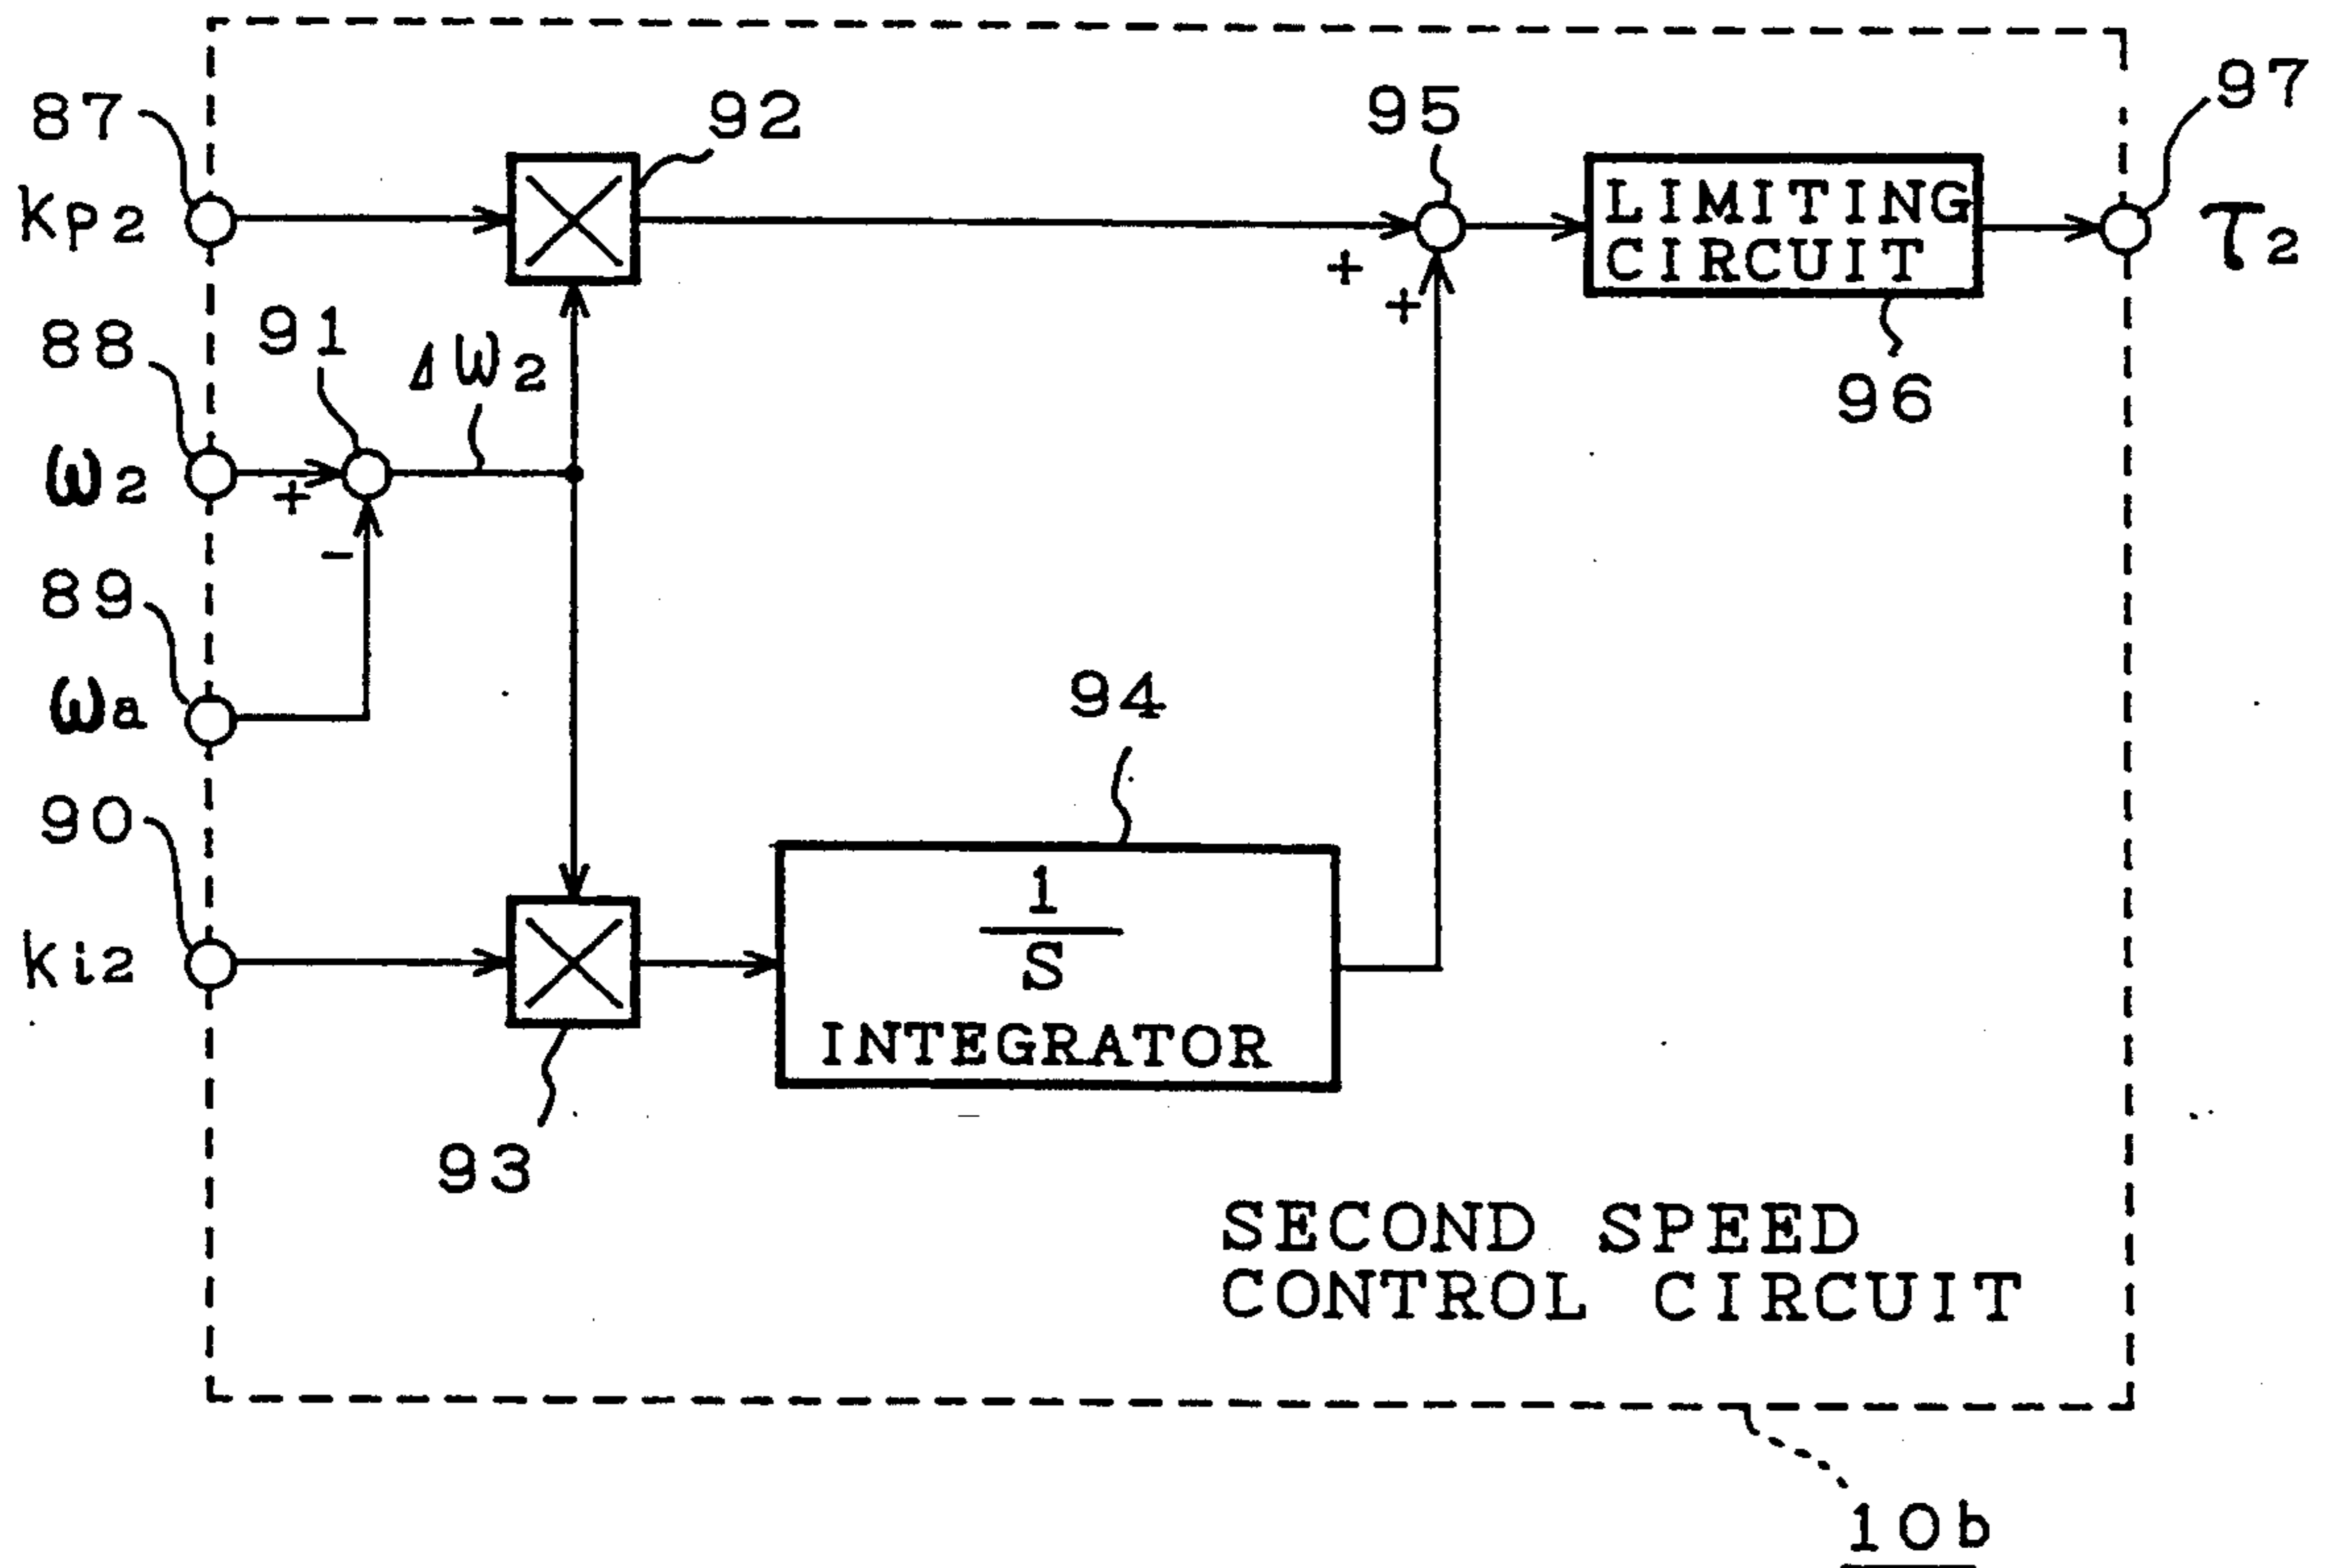 87
92
95
97
Kp2
LIMITING
CIRCUIT
τ2
88
91
Δω2
96
+
+
ω2
+
−
89
ωa
94
90
Ki2
1
S
INTEGRATOR
93
SECOND SPEED
CONTROL CIRCUIT
10b